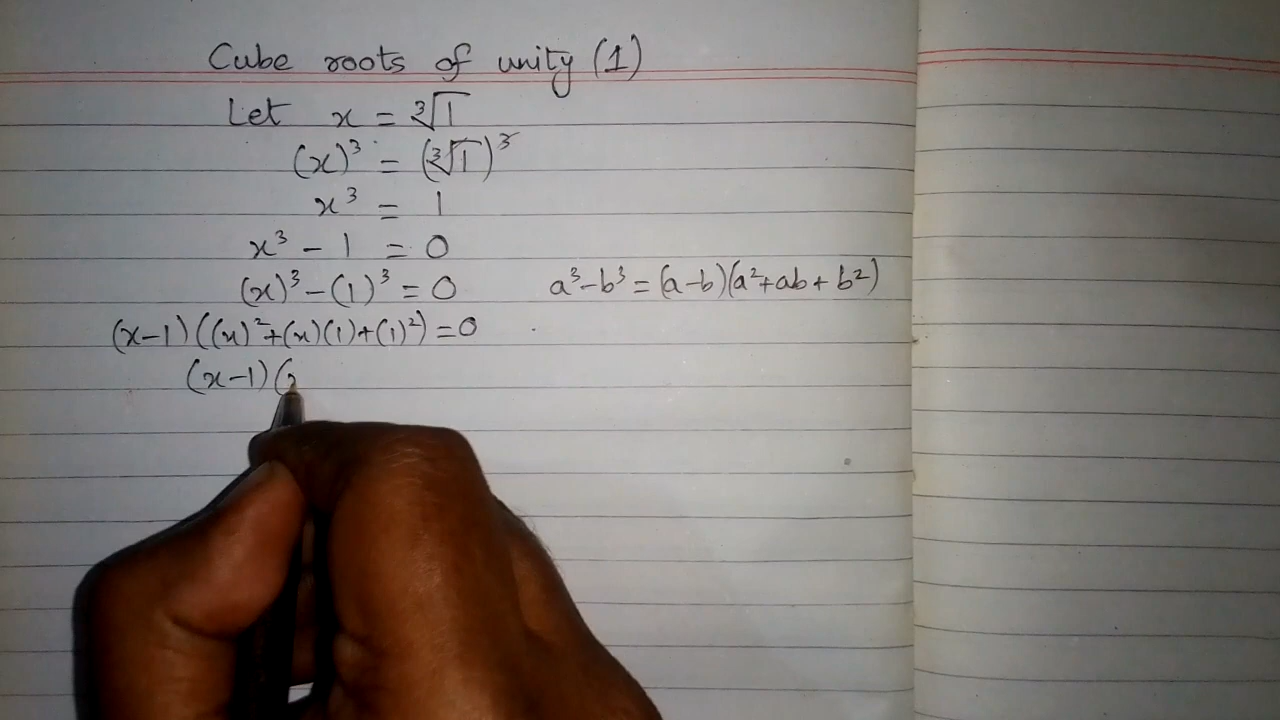 Cube roots of unity (1)
Let x = ∛1
(x)³ = (∛1)³
x³ = 1
x³ - 1 = 0
(x)³ - (1)³ = 0 a³-b³ = (a-b)(a²+ab+b²)
(x-1)((x)²+(x)(1)+(1)²) = 0
(x-1)(